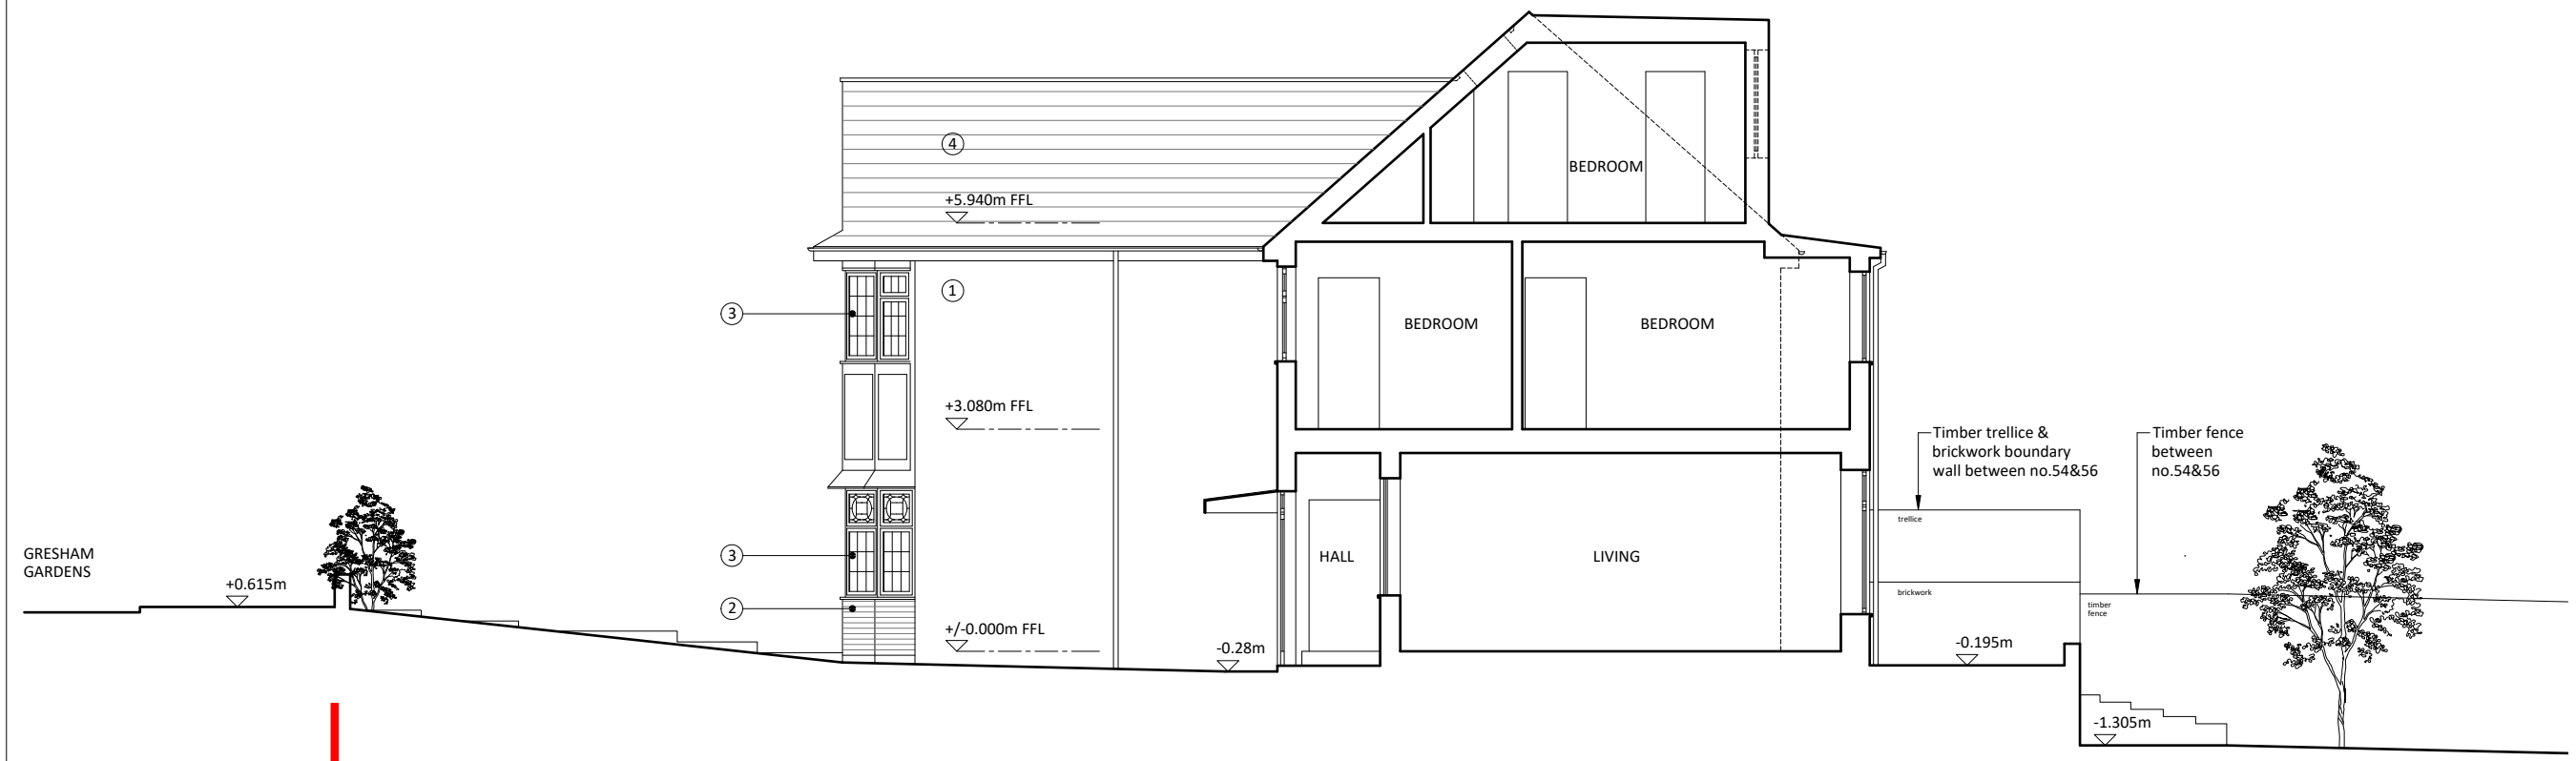 ④
BEDROOM
+5.940m FFL
①
③
BEDROOM
BEDROOM
+3.080m FFL
Timber trellice &
brickwork boundary
wall between no.54&56
Timber fence
between
no.54&56
trellice
GRESHAM
GARDENS
③
HALL
LIVING
+0.615m
brickwork
timber
fence
②
+/-0.000m FFL
-0.28m
-0.195m
-1.305m